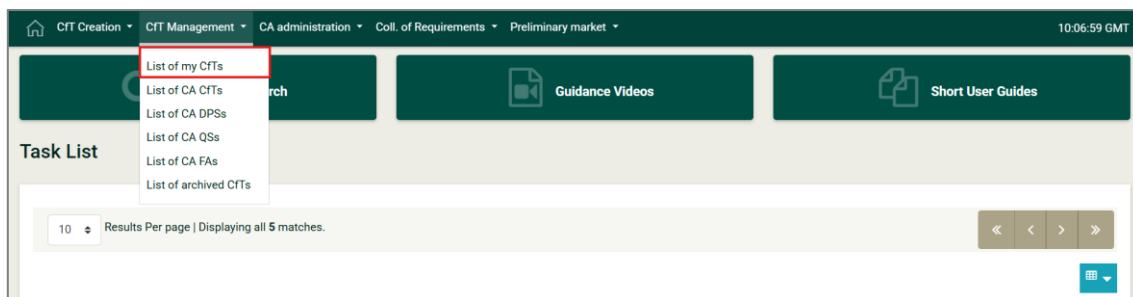 CfT Creation CfT Management CA administration Coll. of Requirements Preliminary market 10:06:59 GMT
List of my CfTs
List of CA CfTs
List of CA DPSs
List of CA QSs
List of CA FAs
List of archived CfTs
rch
Guidance Videos
Short User Guides
Task List
10 Results Per page | Displaying all 5 matches.